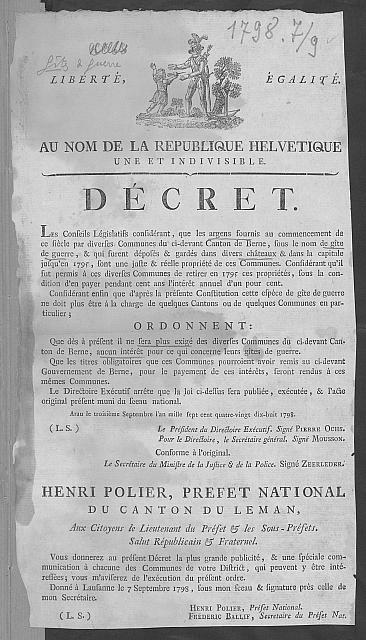 1798. 7/9
Gîte de guerre
LIBERTÉ, ÉGALITÉ.
AU NOM DE LA REPUBLIQUE HELVETIQUE
UNE ET INDIVISIBLE.
DÉCRET.
LES Conseils Législatifs considérant, que les argens fournis au commencement de
ce siècle par diverses Communes du ci-devant Canton de Berne, sous le nom de gîte
de guerre, & qui furent déposés & gardés dans divers châteaux & dans la capitale
jusqu'en 1791, sont une juste & réelle propriété de ces Communes. Considérant qu'il
fut permis à ces diverses Communes de retirer en 1791 ces propriétés, sous la con-
dition d'en payer pendant cent ans l'intérêt annuel d'un pour cent.
Considérant enfin que d'après la présente Constitution cette espèce de gîte de guerre
ne doit plus être à la charge de quelques Cantons ou de quelques Communes en par-
ticulier;
ORDONNENT:
Que dès à présent il ne sera plus exigé des diverses Communes du ci-devant Can-
ton de Berne, aucun intérêt pour ce qui concerne leurs gîtes de guerre.
Que les titres obligatoires que ces Communes pourroient avoir remis au ci-devant
Gouvernement de Berne, pour le payement de ces intérêts, seront rendus à ces
mêmes Communes.
Le Directoire Exécutif arrête que la loi ci-dessus sera publiée, exécutée, & l'acte
original présent muni du sceau national.
Arau le troisième Septembre l'an mille sept cent quatre-vingt dix-huit 1798.
(L. S.) Le Président du Directoire Exécutif. Signé PIERRE OCHS.
Pour le Directoire, le Secrétaire général. Signé MOUSSON.
Conforme à l'original.
Le Secrétaire du Ministre de la Justice & de la Police. Signé ZEERLEDER.
HENRI POLIER, PREFET NATIONAL
DU CANTON DU LEMAN,
Aux Citoyens le Lieutenant du Préfet & les Sous-Préfets.
Salut Républicain & Fraternel.
Vous donnerez au présent Décret la plus grande publicité, & une spéciale com-
munication à chacune des Communes de votre District, qui peuvent y être inté-
ressées; vous m'aviserez de l'exécution du présent ordre.
Donné à Lausanne le 7 Septembre 1798, sous mon sceau & signature près celle de
mon Secrétaire.
HENRI POLIER, Préfet National.
(L. S.) FRÉDERIC BALLIF, Secrétaire du Préfet Nat.